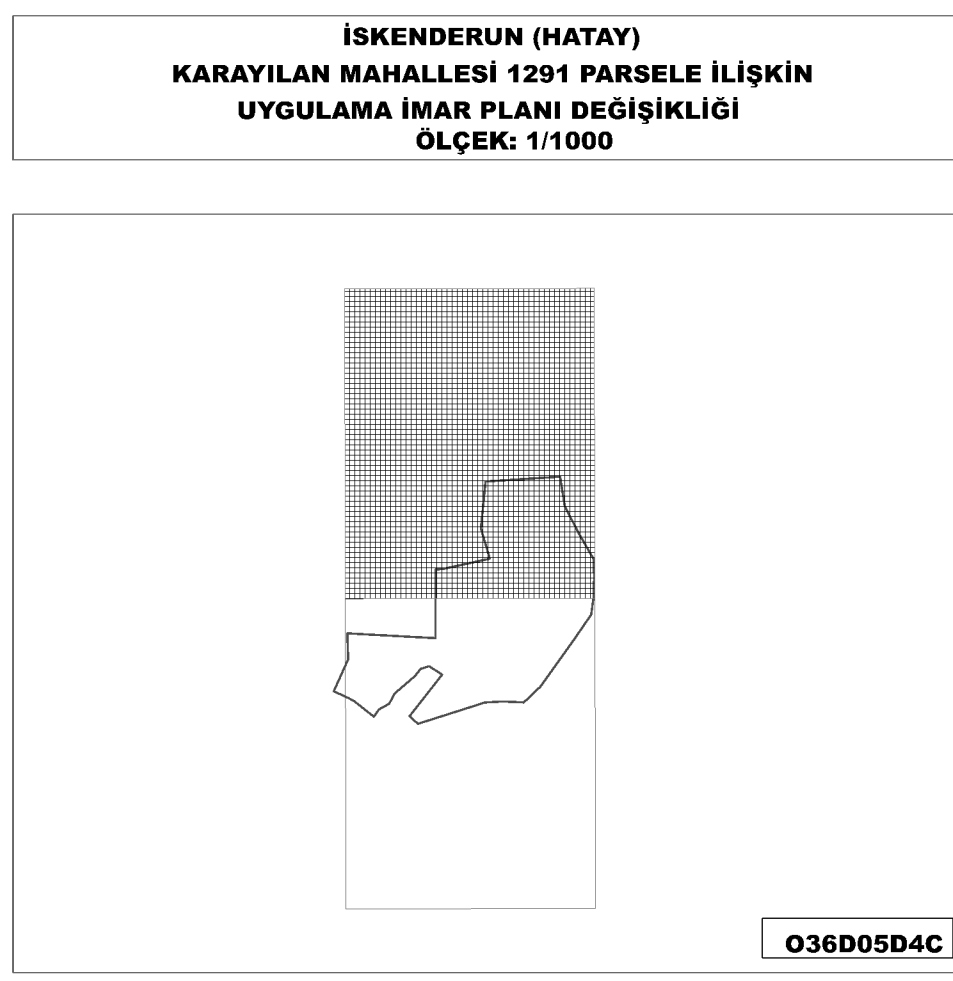 İSKENDERUN (HATAY)
KARAYILAN MAHALLESİ 1291 PARSELE İLİŞKİN
UYGULAMA İMAR PLANI DEĞİŞİKLİĞİ
ÖLÇEK: 1/1000
O36D05D4C